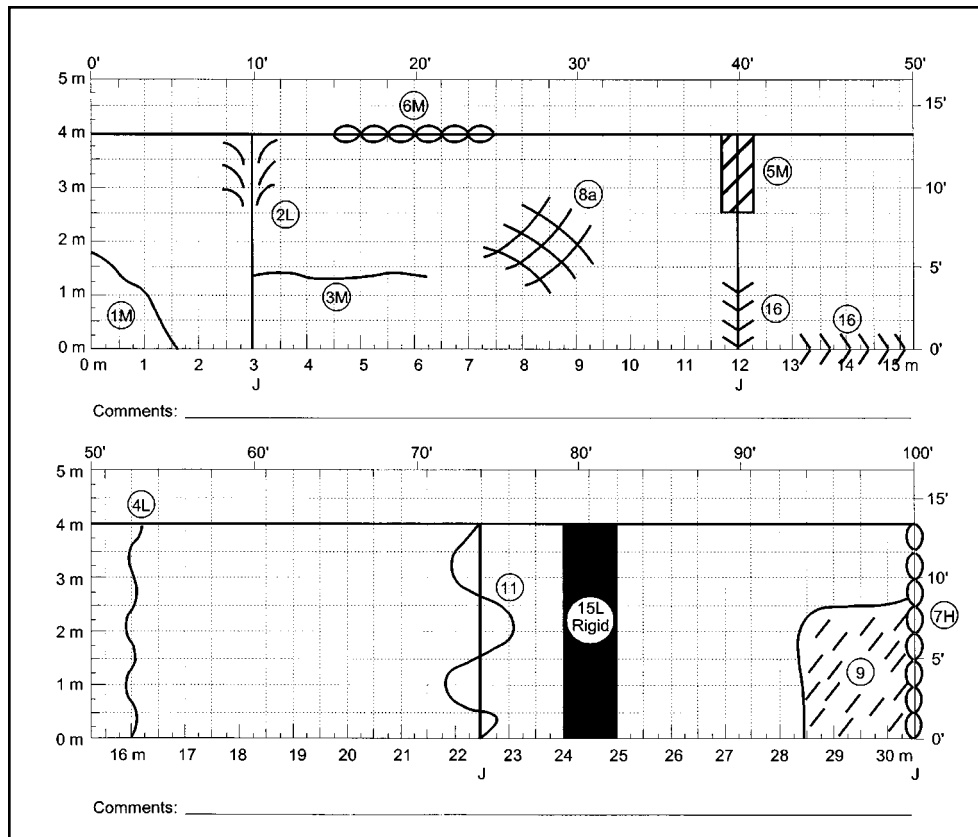 0' 10' 20' 30' 40' 50'
5 m
6M
15'
4 m
5M
8a
3 m
10'
2L
2 m
5'
1M
3M
1 m
16
16
0 m
0'
0 m 1 2 3 4 5 6 7 8 9 10 11 12 13 14 15 m
J J
Comments:
50' 60' 70' 80' 90' 100'
5 m
4L
15'
4 m
3 m
10'
11
15L
Rigid
7H
2 m
5'
9
1 m
0 m
0'
16 m 17 18 19 20 21 22 23 24 25 26 27 28 29 30 m
J J
Comments: